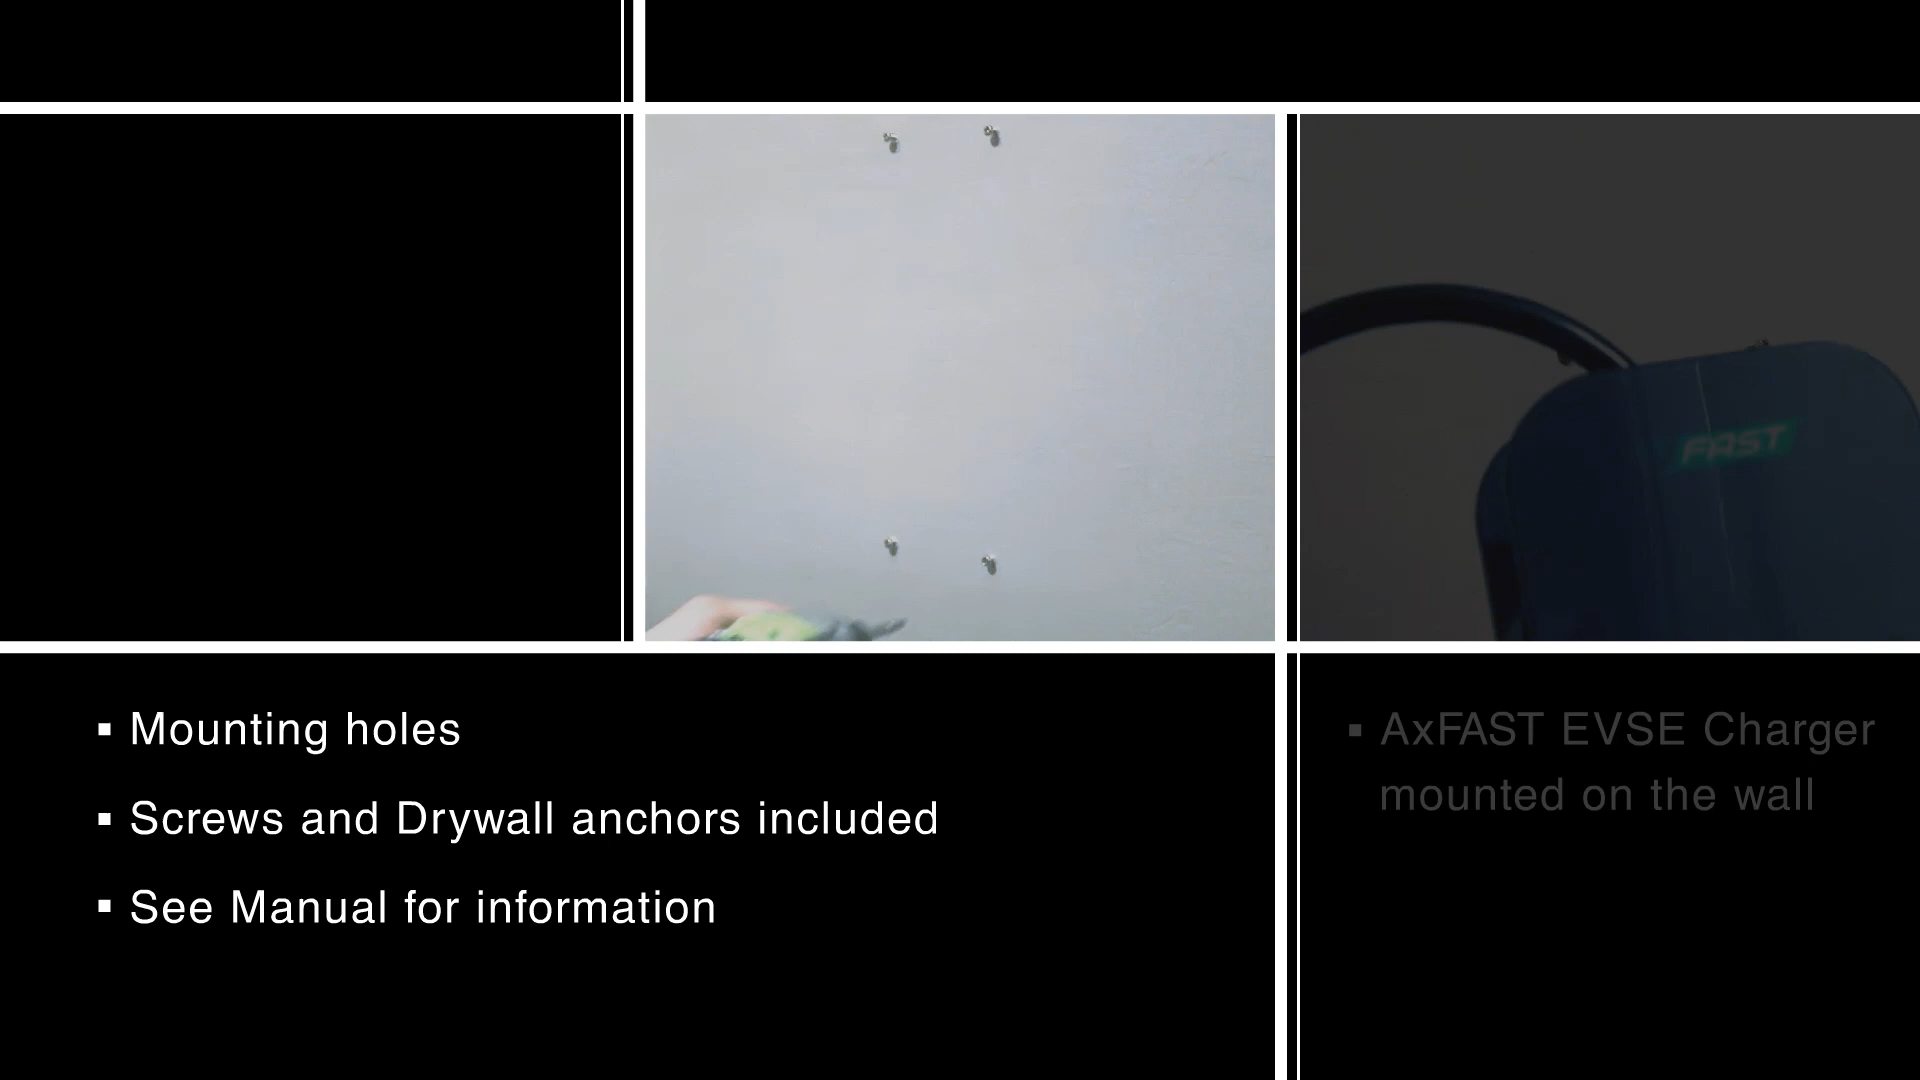 FAST
▪ Mounting holes
▪ Screws and Drywall anchors included
▪ See Manual for information
▪ AxFAST EVSE Charger
mounted on the wall